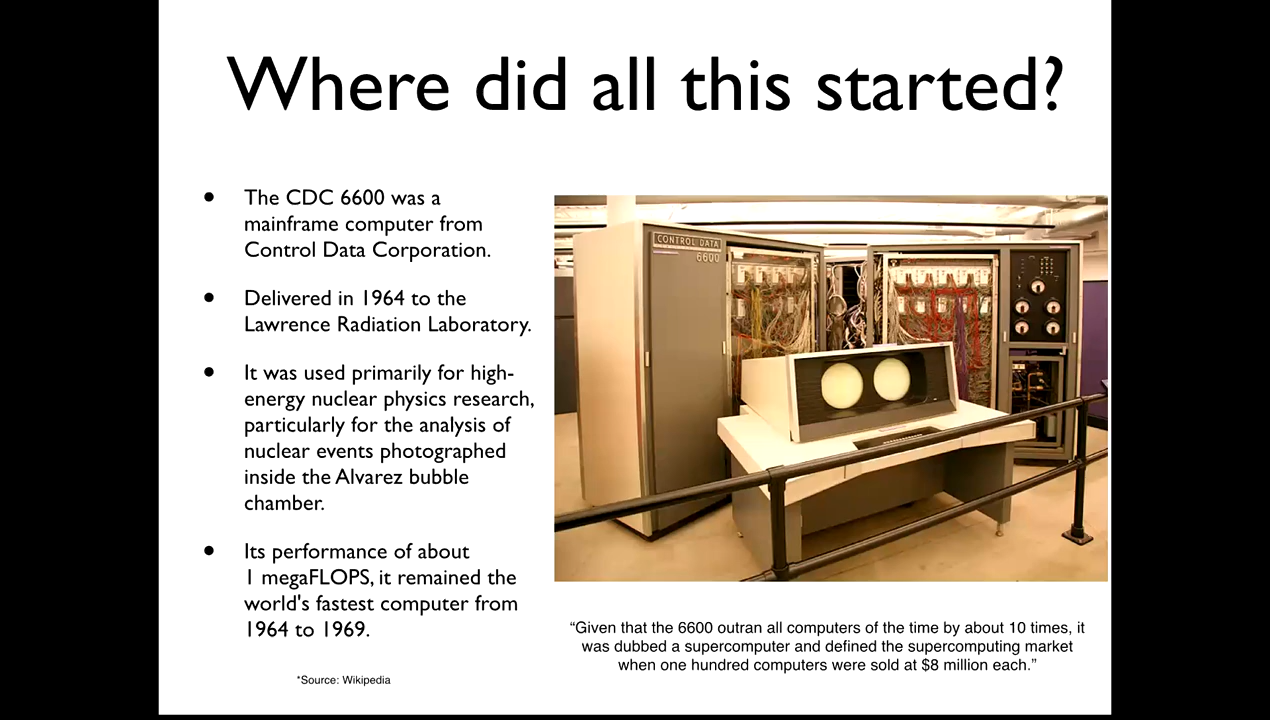 Where did all this started?
• The CDC 6600 was a
mainframe computer from
Control Data Corporation.
• Delivered in 1964 to the
Lawrence Radiation Laboratory.
• It was used primarily for high-
energy nuclear physics research,
particularly for the analysis of
nuclear events photographed
inside the Alvarez bubble
chamber.
• Its performance of about
1 megaFLOPS, it remained the
world's fastest computer from
1964 to 1969.
*Source: Wikipedia
CONTROL DATA
6600
“Given that the 6600 outran all computers of the time by about 10 times, it
was dubbed a supercomputer and defined the supercomputing market
when one hundred computers were sold at $8 million each.”